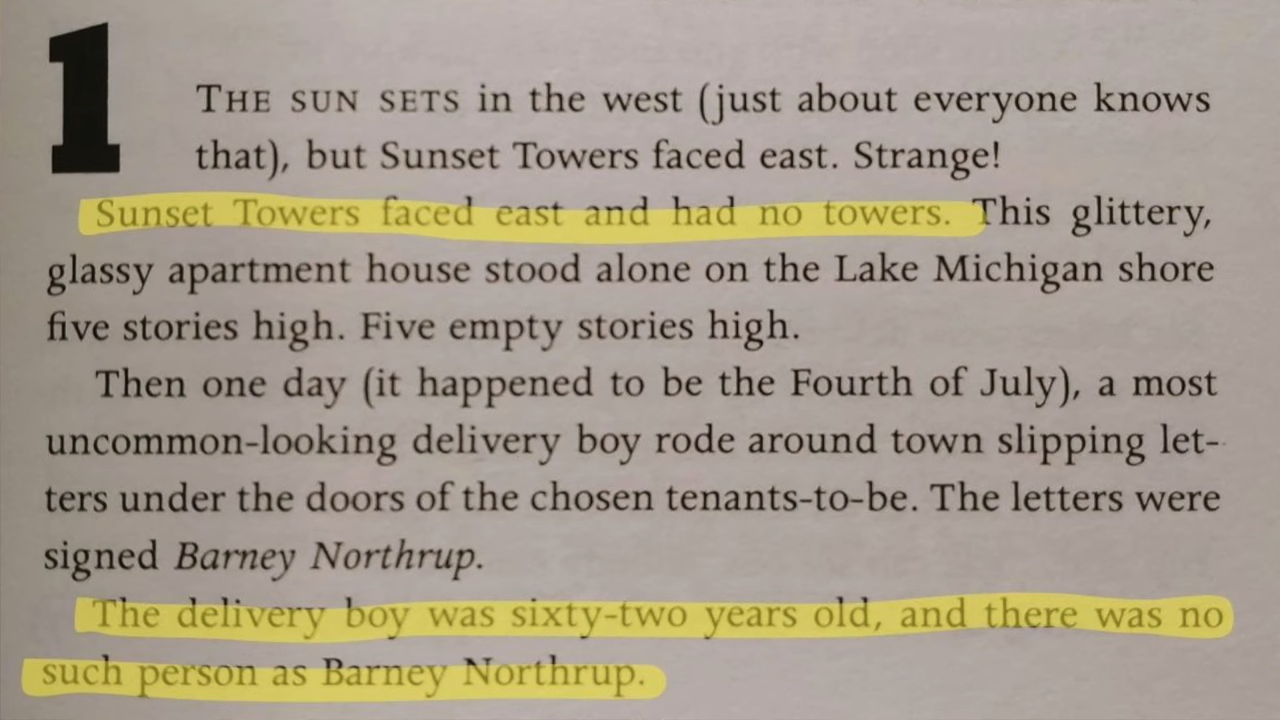 1
THE SUN SETS in the west (just about everyone knows
that), but Sunset Towers faced east. Strange!
Sunset Towers faced east and had no towers. This glittery,
glassy apartment house stood alone on the Lake Michigan shore
five stories high. Five empty stories high.
Then one day (it happened to be the Fourth of July), a most
uncommon-looking delivery boy rode around town slipping let-
ters under the doors of the chosen tenants-to-be. The letters were
signed Barney Northrup.
The delivery boy was sixty-two years old, and there was no
such person as Barney Northrup.